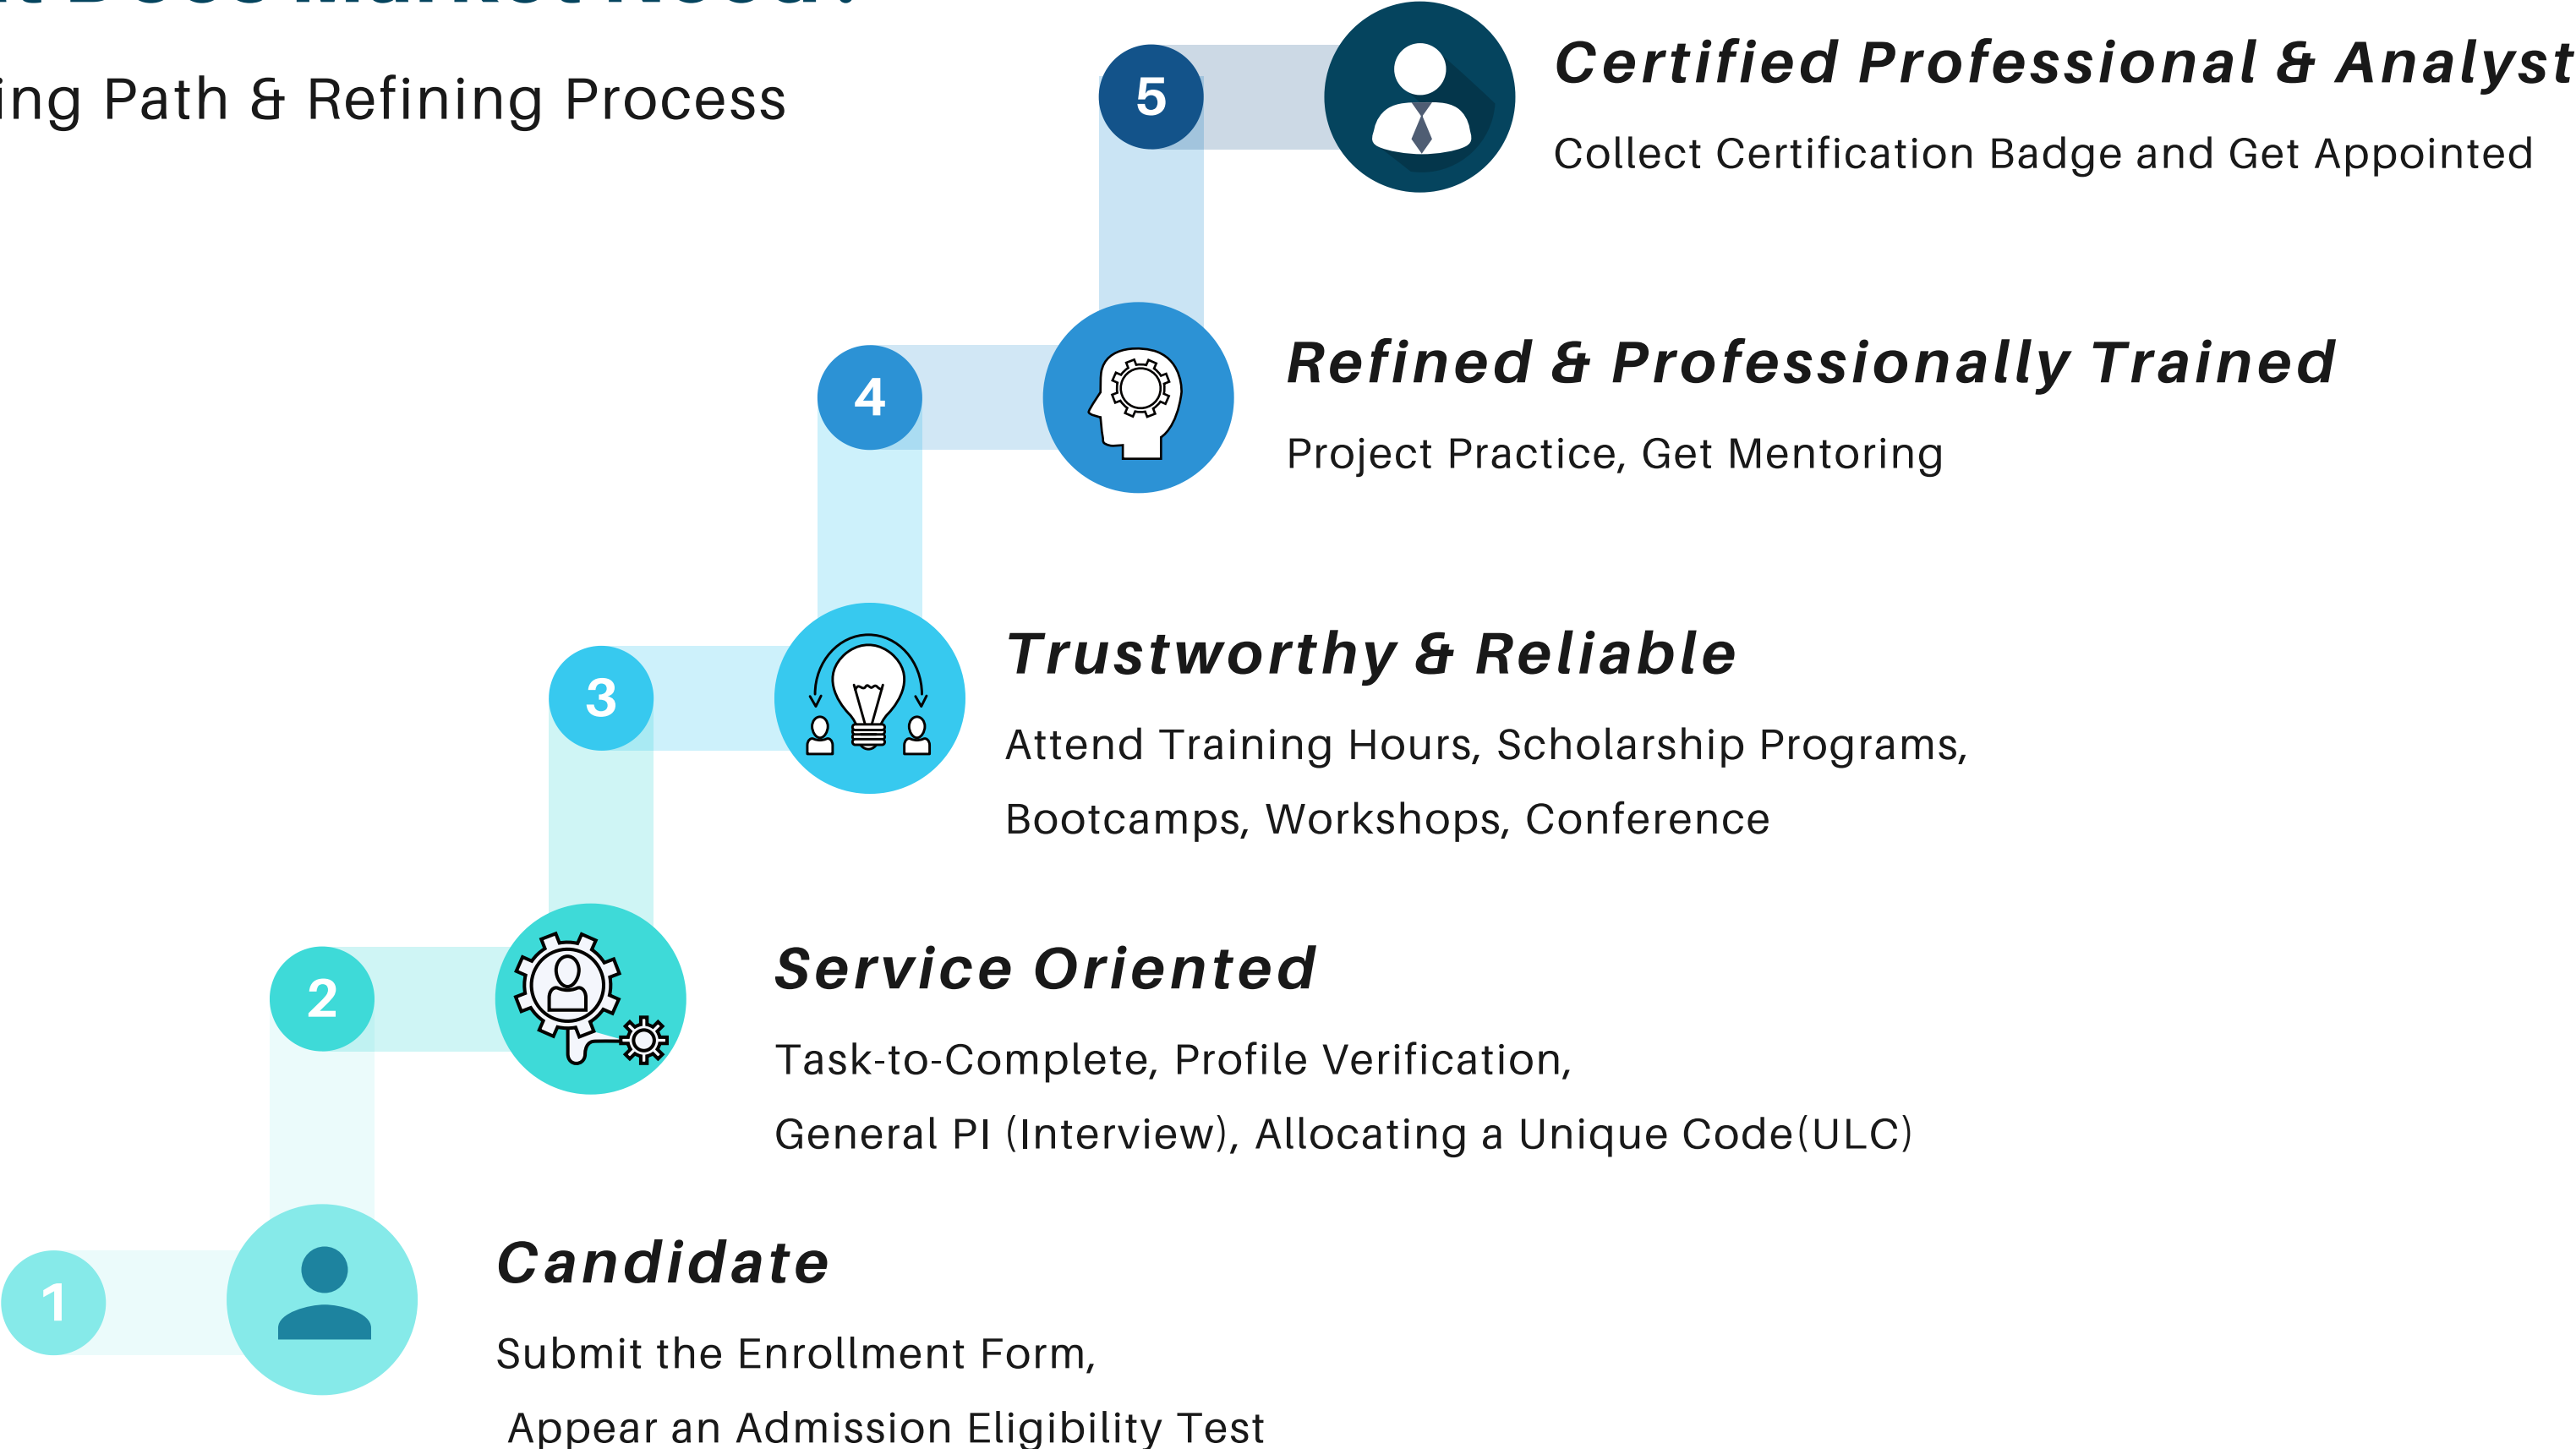 Does Market Need?
ing Path & Refining Process
5
Certified Professional & Analyst
Collect Certification Badge and Get Appointed
4
Refined & Professionally Trained
Project Practice, Get Mentoring
3
Trustworthy & Reliable
Attend Training Hours, Scholarship Programs,
Bootcamps, Workshops, Conference
2
Service Oriented
Task-to-Complete, Profile Verification,
General PI (Interview), Allocating a Unique Code(ULC)
1
Candidate
Submit the Enrollment Form,
Appear an Admission Eligibility Test